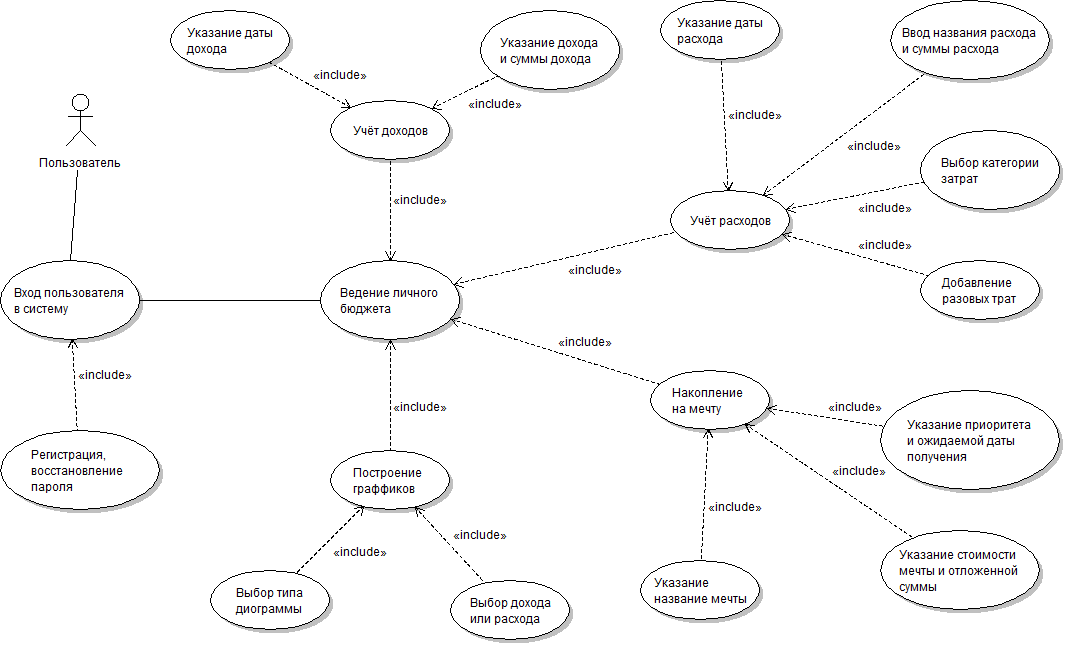 Указание даты
дохода
Указание дохода
и суммы дохода
Указание даты
расхода
Ввод названия расхода
и суммы расхода
«include»
«include»
Пользователь
Учёт доходов
«include»
«include»
Выбор категории
затрат
«include»
«include»
Учёт расходов
«include»
«include»
Добавление
разовых трат
Вход пользователя
в систему
Ведение личного
бюджета
«include»
«include»
Накопление
на мечту
«include»
«include»
Указание приоритета
и ожидаемой даты
получения
Регистрация,
восстановление
пароля
Построение
граффиков
«include»
«include»
«include»
«include»
Указание стоимости
мечты и отложенной
суммы
Выбор типа
диограммы
Выбор дохода
или расхода
Указание
название мечты